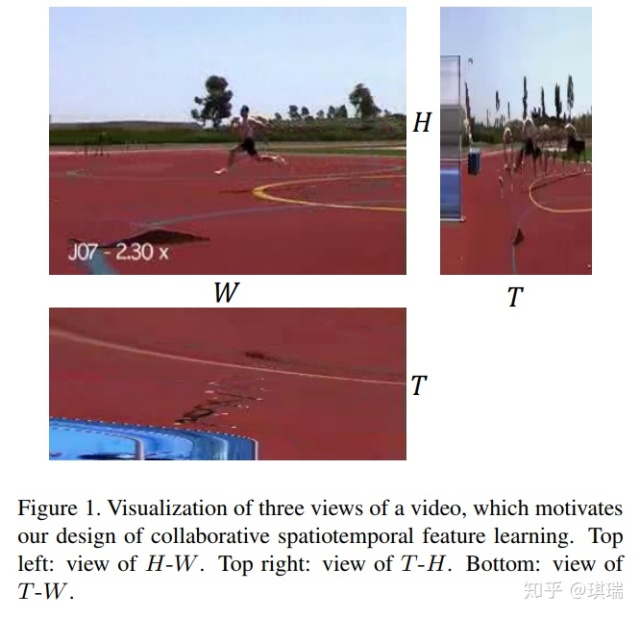 H
J07 - 2.30 x
W
T
T
Figure 1. Visualization of three views of a video, which motivates
our design of collaborative spatiotemporal feature learning. Top
left: view of H-W. Top right: view of T-H. Bottom: view of
T-W.
知乎 @琪瑞